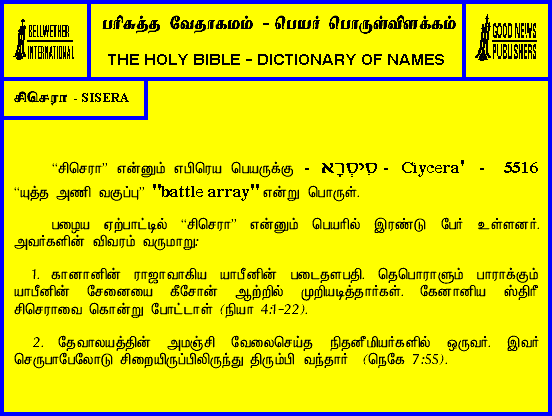 BELLWETHER
INTERNATIONAL
பரிசுத்த வேதாகமம் - பெயர் பொருள்விளக்கம்
THE HOLY BIBLE - DICTIONARY OF NAMES
GOOD NEWS
PUBLISHERS
சிசெரா - SISERA
“சிசெரா” என்னும் எபிரெய பெயருக்கு - סִיסְרָא - Ciycera' - 5516
“யுத்த அணி வகுப்பு” "battle array" என்று பொருள்.
பழைய ஏற்பாட்டில் “சிசெரா” என்னும் பெயரில் இரண்டு பேர் உள்ளனர்.
அவர்களின் விவரம் வருமாறு:
1. கானானின் ராஜாவாகிய யாபீனின் படைதளபதி. தெபொராளும் பாராக்கும்
யாபீனின் சேனையை கீசோன் ஆற்றில் முறியடித்தார்கள். கேனானிய ஸ்திரீ
சிசெராவை கொன்று போட்டாள் (நியா 4:1-22).
2. தேவாலயத்தின் அமஞ்சி வேலைசெய்த நிதனீமியர்களில் ஒருவர். இவர்
செருபாபேலோடு சிறையிருப்பிலிருந்து திரும்பி வந்தார் (நெகே 7:55).